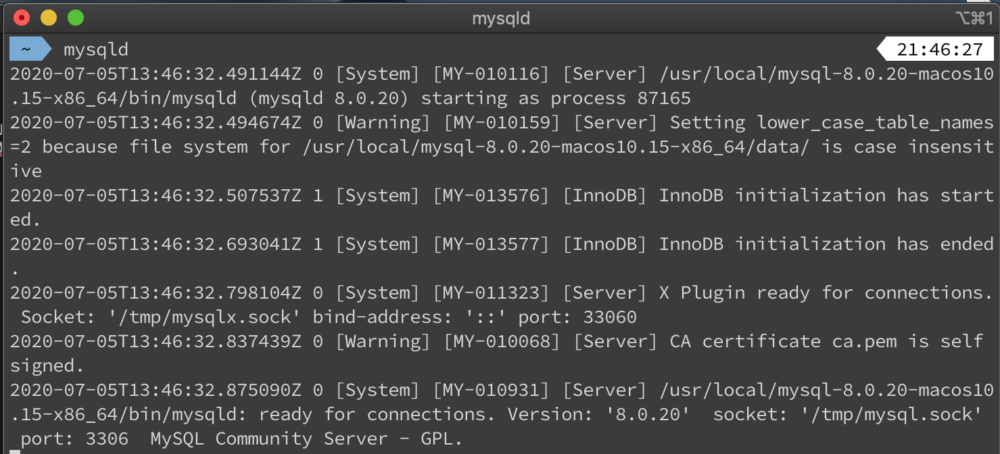 mysqld
⌥⌘1
~ mysqld 21:46:27
2020-07-05T13:46:32.491144Z 0 [System] [MY-010116] [Server] /usr/local/mysql-8.0.20-macos10
.15-x86_64/bin/mysqld (mysqld 8.0.20) starting as process 87165
2020-07-05T13:46:32.494674Z 0 [Warning] [MY-010159] [Server] Setting lower_case_table_names
=2 because file system for /usr/local/mysql-8.0.20-macos10.15-x86_64/data/ is case insensit
ive
2020-07-05T13:46:32.507537Z 1 [System] [MY-013576] [InnoDB] InnoDB initialization has start
ed.
2020-07-05T13:46:32.693041Z 1 [System] [MY-013577] [InnoDB] InnoDB initialization has ended
.
2020-07-05T13:46:32.798104Z 0 [System] [MY-011323] [Server] X Plugin ready for connections.
 Socket: '/tmp/mysqlx.sock' bind-address: '::' port: 33060
2020-07-05T13:46:32.837439Z 0 [Warning] [MY-010068] [Server] CA certificate ca.pem is self
signed.
2020-07-05T13:46:32.875090Z 0 [System] [MY-010931] [Server] /usr/local/mysql-8.0.20-macos10
.15-x86_64/bin/mysqld: ready for connections. Version: '8.0.20'  socket: '/tmp/mysql.sock'
 port: 3306  MySQL Community Server - GPL.